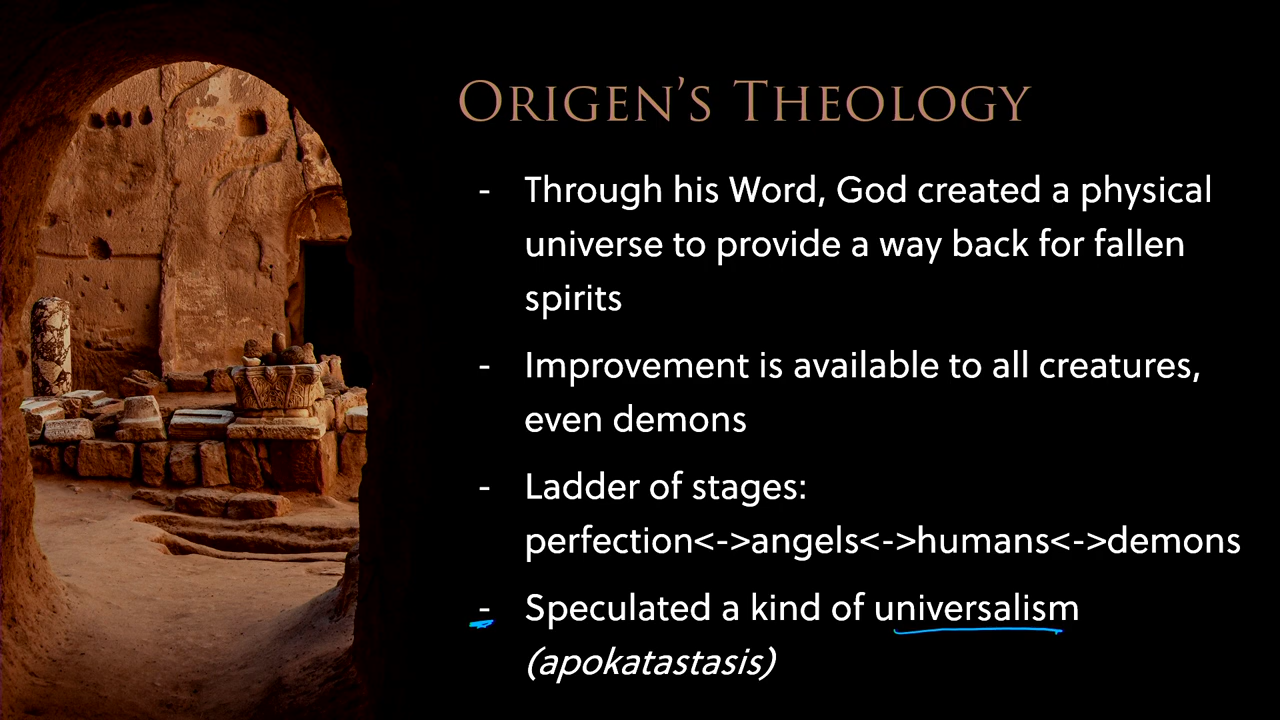 ORIGEN'S THEOLOGY
- Through his Word, God created a physical
universe to provide a way back for fallen
spirits
- Improvement is available to all creatures,
even demons
- Ladder of stages:
perfection<->angels<->humans<->demons
- Speculated a kind of universalism
(apokatastasis)